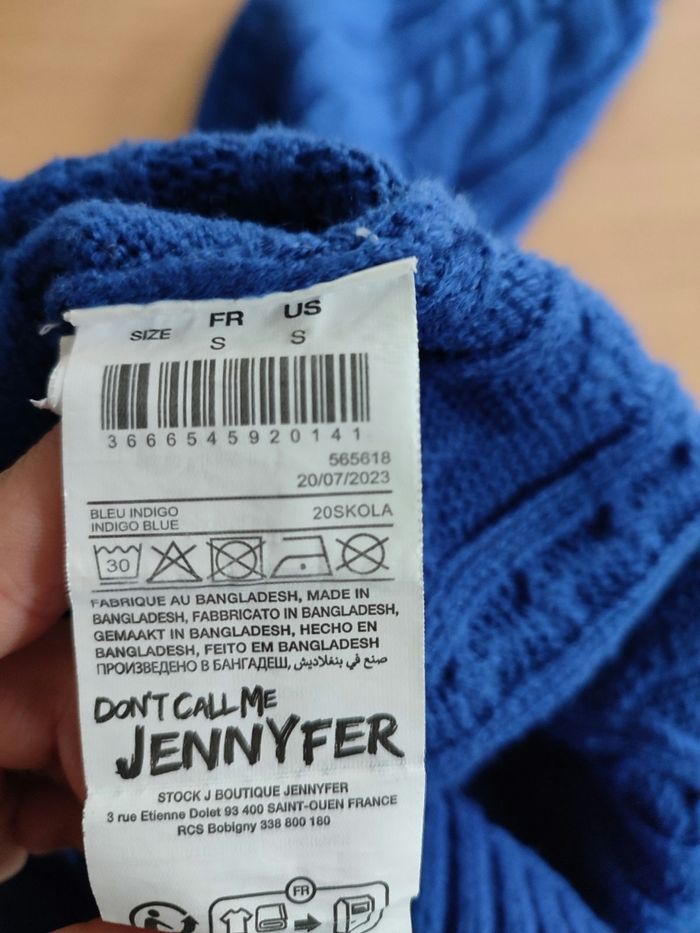 SIZE FR US
S S
3666545920141
565618
20/07/2023
BLEU INDIGO
INDIGO BLUE 20SKOLA
30
FABRIQUE AU BANGLADESH, MADE IN
BANGLADESH, FABBRICATO IN BANGLADESH,
GEMAAKT IN BANGLADESH, HECHO EN
BANGLADESH, FEITO EM BANGLADESH
ПРОИЗВЕДЕНО В БАНГАДЕШ, صنع في بنغلاديش
DON'T CALL ME
JENNYFER
STOCK J BOUTIQUE JENNYFER
3 rue Etienne Dolet 93 400 SAINT-OUEN FRANCE
RCS Bobigny 338 800 180
FR